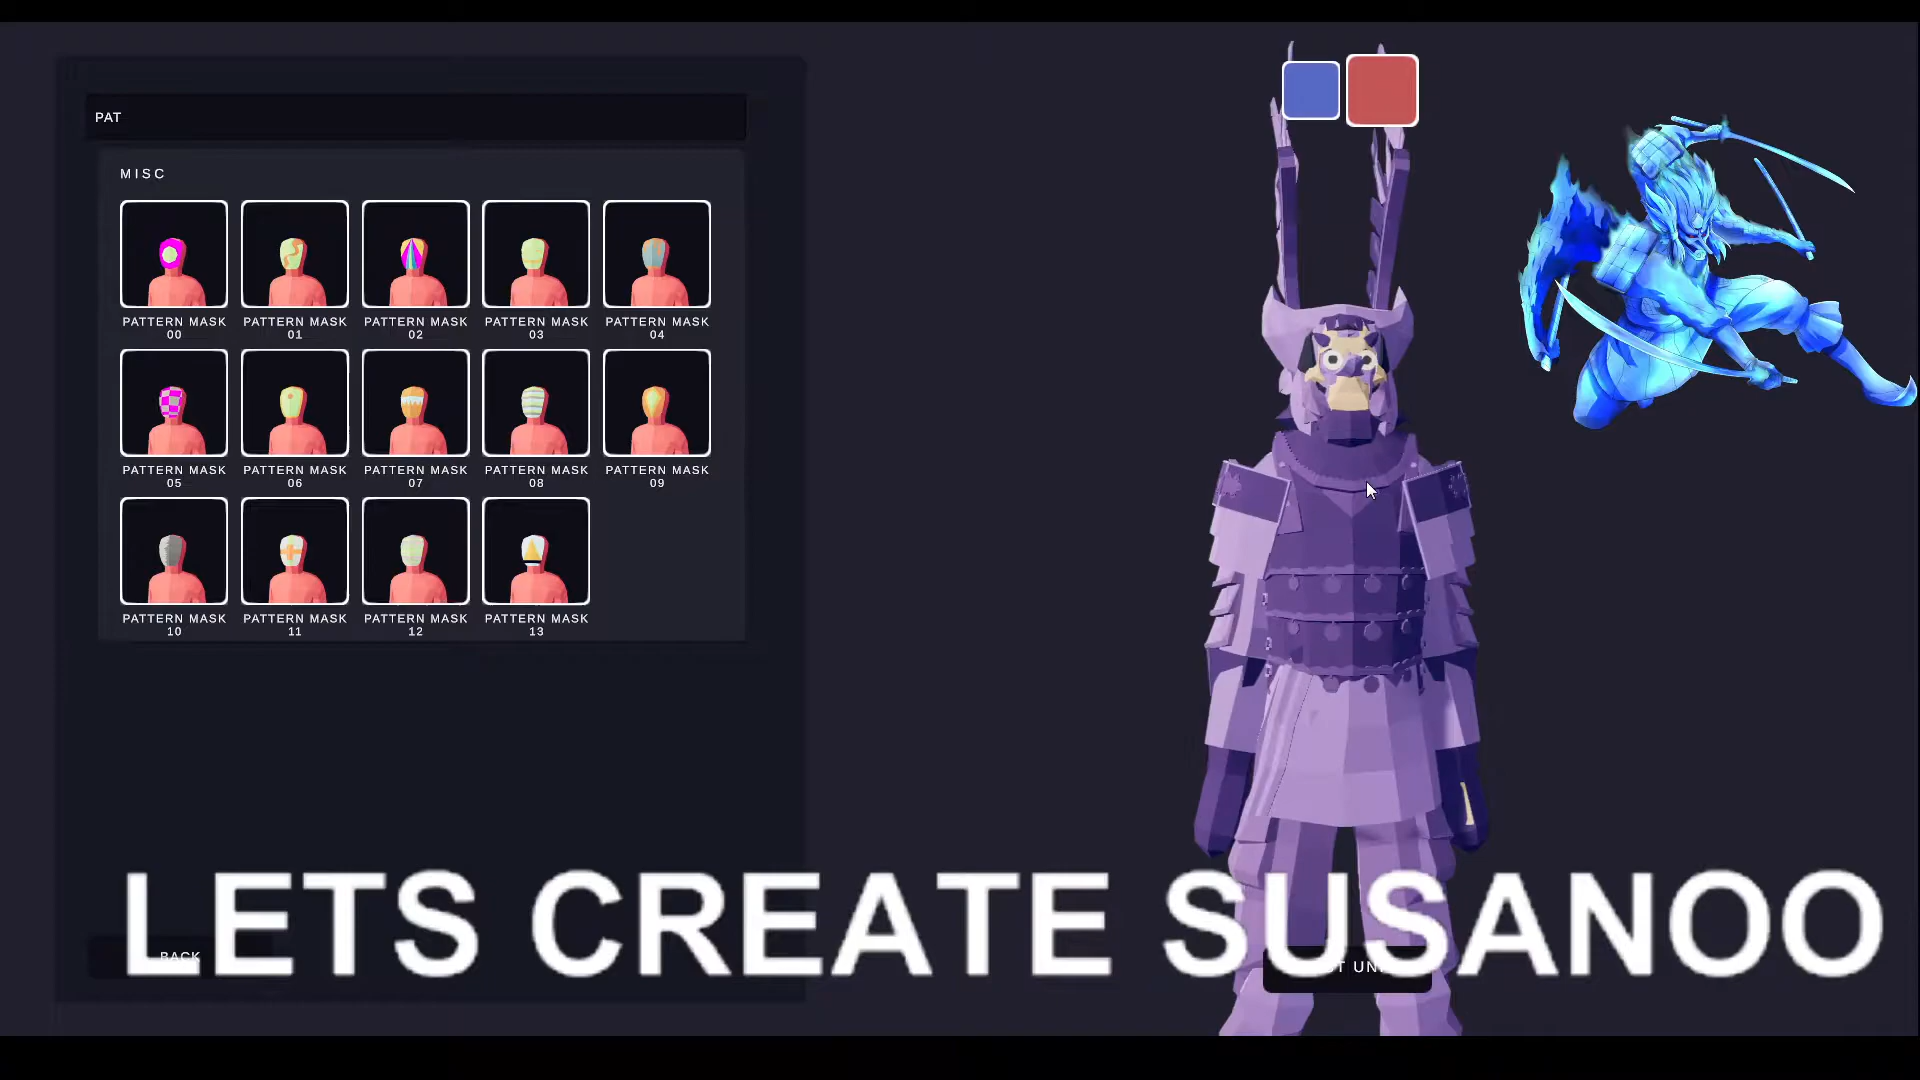 PAT
MISC
PATTERN MASK 00
PATTERN MASK 01
PATTERN MASK 02
PATTERN MASK 03
PATTERN MASK 04
PATTERN MASK 05
PATTERN MASK 06
PATTERN MASK 07
PATTERN MASK 08
PATTERN MASK 09
PATTERN MASK 10
PATTERN MASK 11
PATTERN MASK 12
PATTERN MASK 13
LETS CREATE SUSANOO
BACK